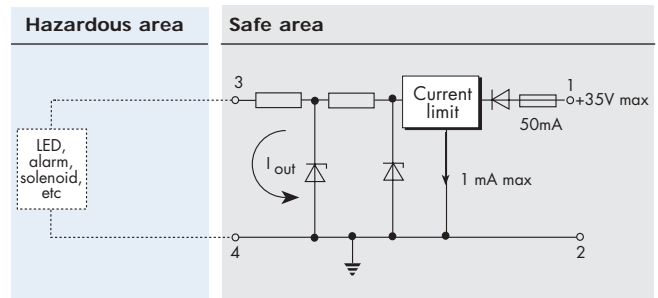 Hazardous area
Safe area
3
Current
limit
1
+35V max
50mA
LED,
alarm,
solenoid,
etc
I out
1 mA max
4
2